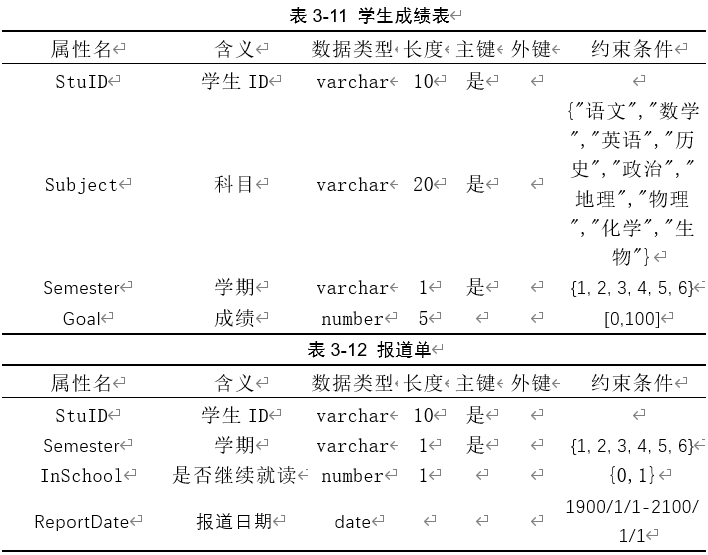 表 3-11 学生成绩表↵
属性名↵ 含义↵ 数据类型↵ 长度↵ 主键↵ 外键↵ 约束条件↵
StuID↵ 学生 ID↵ varchar↵ 10↵ 是↵ ↵ ↵
{"语文","数学
","英语","历
史","政治","
Subject↵ 科目↵ varchar↵ 20↵ 是↵ ↵ 地理","物理
","化学","生
物"}↵
Semester↵ 学期↵ varchar↵ 1↵ 是↵ ↵ {1, 2, 3, 4, 5, 6}↵
Goal↵ 成绩↵ number↵ 5↵ ↵ ↵ [0,100]↵
表 3-12 报道单↵
属性名↵ 含义↵ 数据类型↵ 长度↵ 主键↵ 外键↵ 约束条件↵
StuID↵ 学生 ID↵ varchar↵ 10↵ 是↵ ↵ ↵
Semester↵ 学期↵ varchar↵ 1↵ 是↵ ↵ {1, 2, 3, 4, 5, 6}↵
InSchool↵ 是否继续就读↵ number↵ 1↵ ↵ ↵ {0,1}↵
ReportDate↵ 报道日期↵ date↵ ↵ ↵ ↵ 1900/1/1-2100/
1/1↵